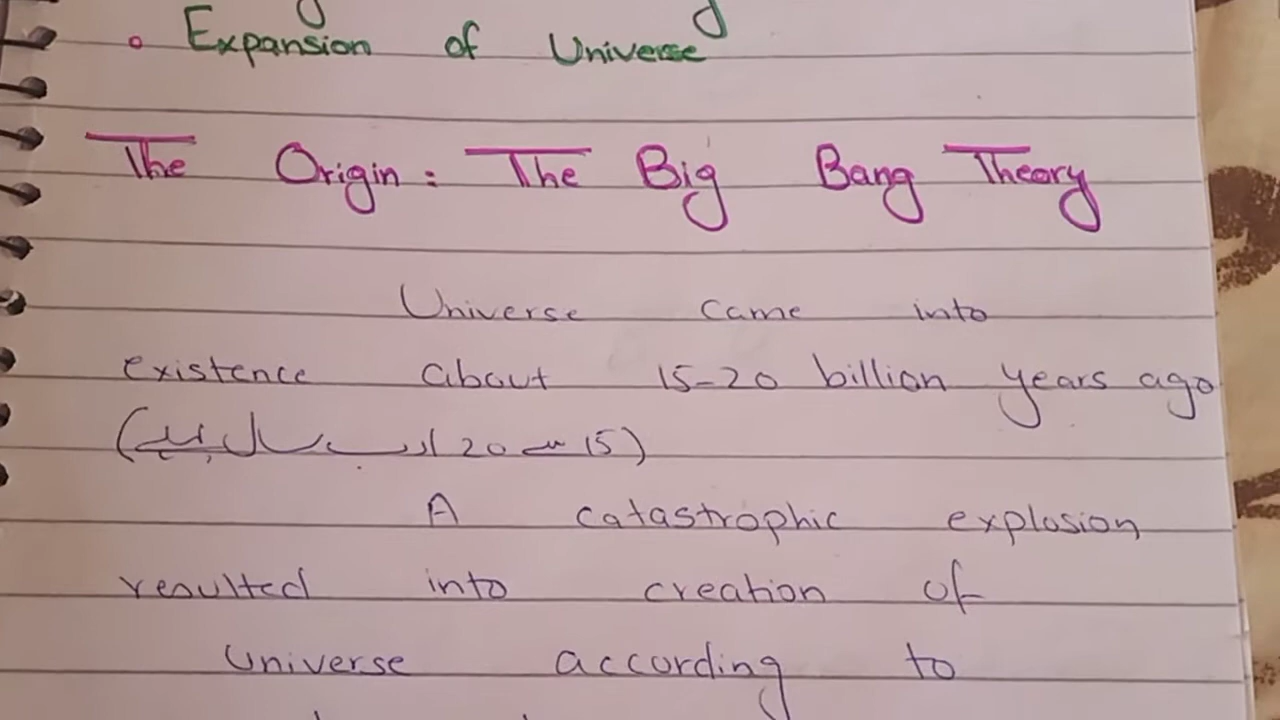 • Expansion of Universe
The Origin: The Big Bang Theory
Universe came into
existence about 15-20 billion years ago
(15 سے 20 ارب سال پہلے)
A catastrophic explosion
resulted into creation of
Universe according to